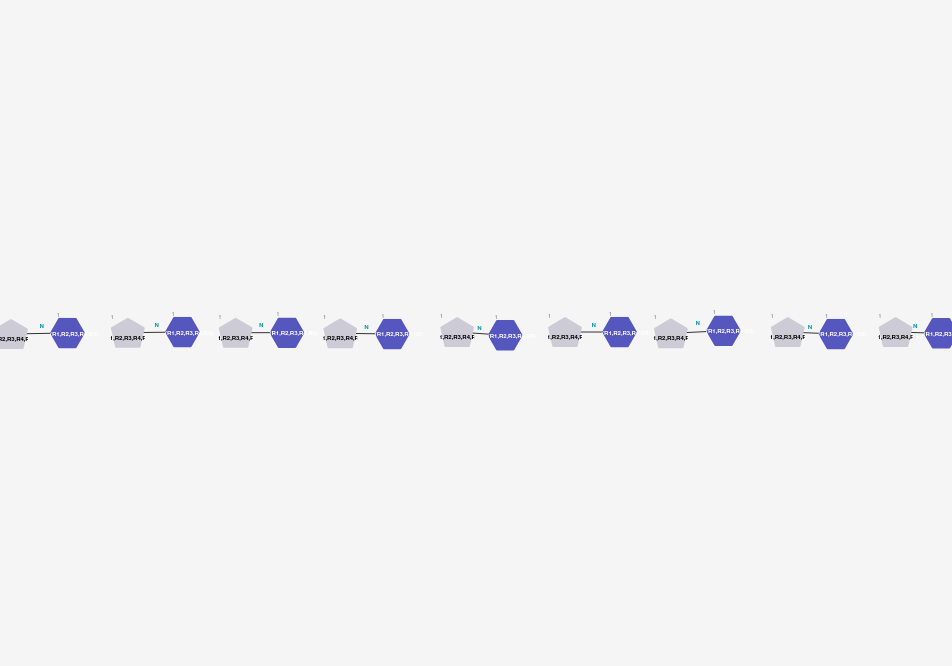 1 1 1 1 1 1 1 1 1 1 1 1 1 1 1 1
N N N N N N N N N
R2,R3,R4, R1,R2,R3, R2,R3,R4, R1,R2,R3, R2,R3,R4, R1,R2,R3, R2,R3,R4, R1,R2,R3, R2,R3,R4, R1,R2,R3, R2,R3,R4, R1,R2,R3, R2,R3,R4, R1,R2,R3, R2,R3,R4, R1,R2,R3, R2,R3,R4, R1,R2,R3